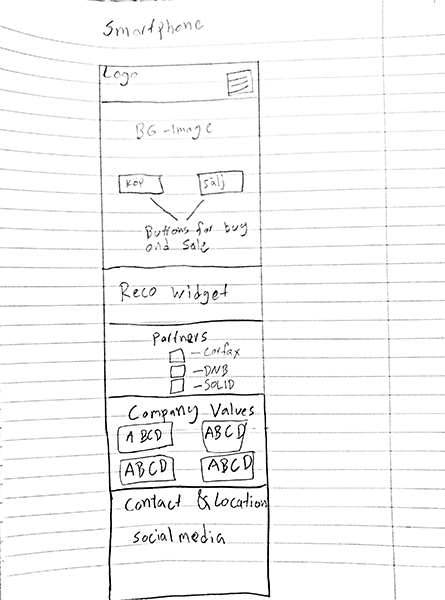 Smartphone
Logo
BG-Image
KÖP
Sälj
Buttons for buy
and Sale
Reco widget
Partners
-Carfax
-DNB
-SOLID
Company Values
ABCD
ABCD
ABCD
ABCD
Contact & Location
social media